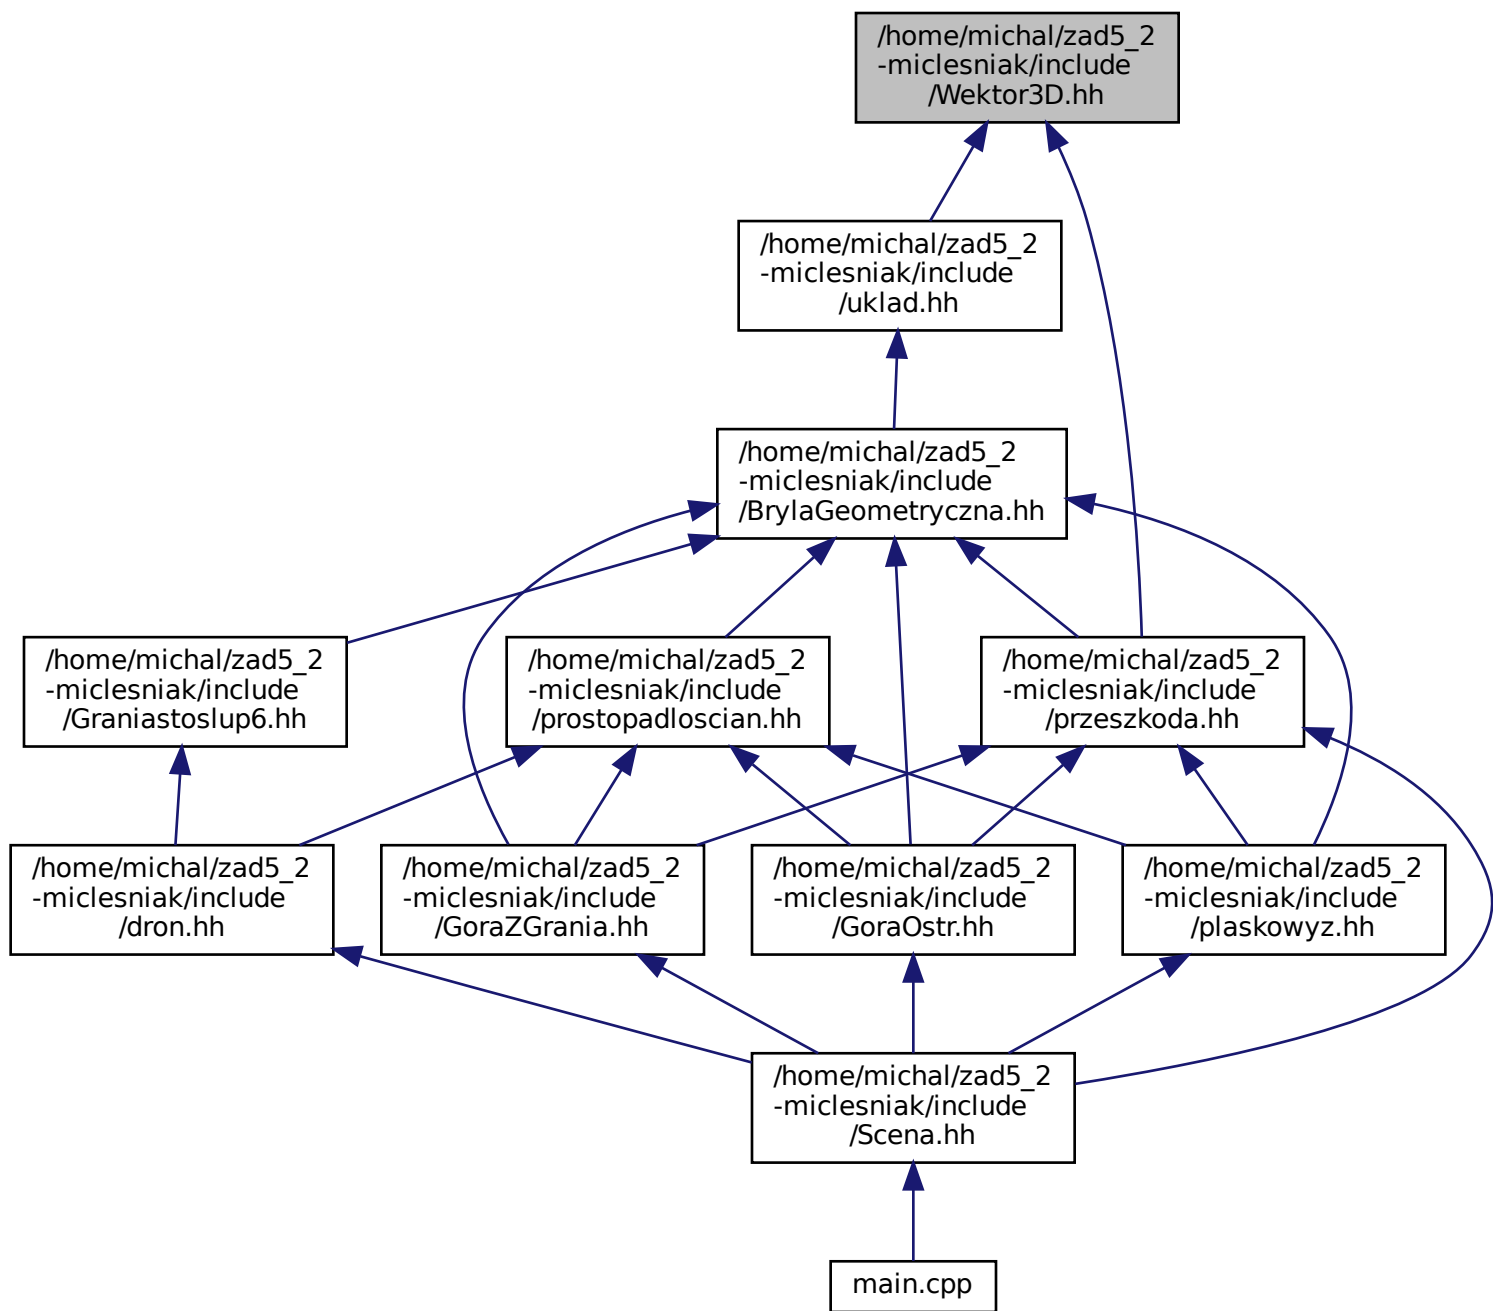 /home/michal/zad5_2
-miclesniak/include
/Wektor3D.hh
/home/michal/zad5_2
-miclesniak/include
/uklad.hh
/home/michal/zad5_2
-miclesniak/include
/BrylaGeometryczna.hh
/home/michal/zad5_2
-miclesniak/include
/Graniastoslup6.hh
/home/michal/zad5_2
-miclesniak/include
/prostopadloscian.hh
/home/michal/zad5_2
-miclesniak/include
/przeszkoda.hh
/home/michal/zad5_2
-miclesniak/include
/dron.hh
/home/michal/zad5_2
-miclesniak/include
/GoraZGrania.hh
/home/michal/zad5_2
-miclesniak/include
/GoraOstr.hh
/home/michal/zad5_2
-miclesniak/include
/plaskowyz.hh
/home/michal/zad5_2
-miclesniak/include
/Scena.hh
main.cpp